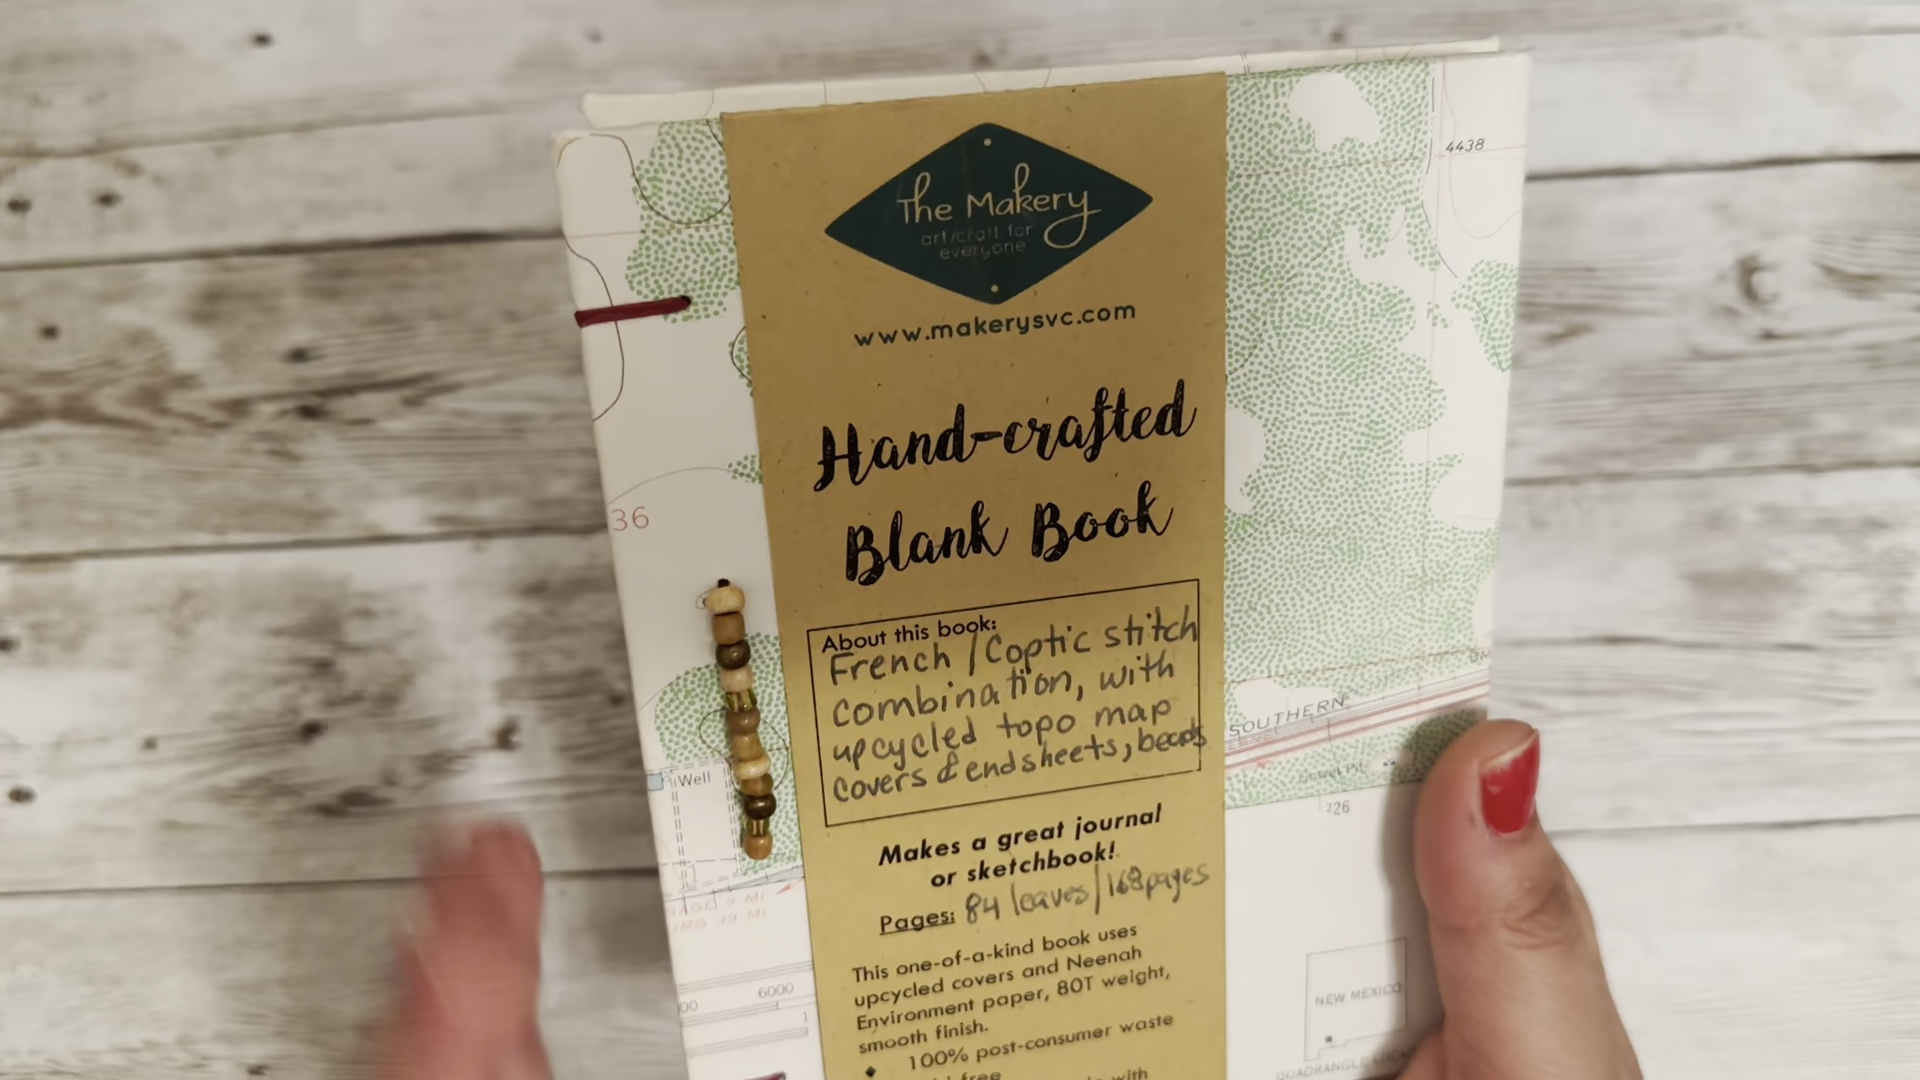 The Makery
art/craft for
everyone
www.makerysvc.com
Hand-crafted
Blank Book
About this book:
French / Coptic stitch
combination, with
upcycled topo map
covers & endsheets, beads
Makes a great journal
or sketchbook!
Pages: 84 leaves / 168 pages
This one-of-a-kind book uses
upcycled covers and Neenah
Environment paper, 80T weight,
smooth finish.
100% post-consumer waste
free
with
4438
36
SOUTHERN
Well
226
6000
1
NEW MEXICO